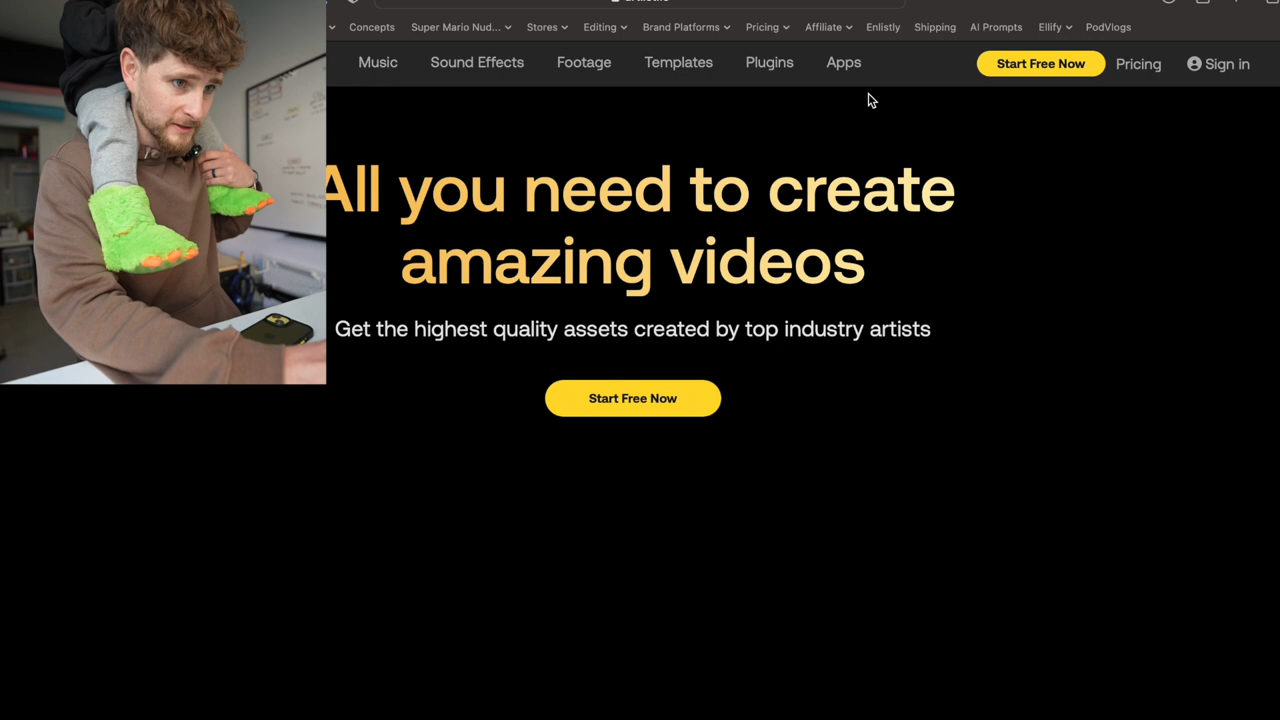 Concepts Super Mario Nud... Stores Editing Brand Platforms Pricing Affiliate Enlistly Shipping AI Prompts Ellify PodVlogs
Music Sound Effects Footage Templates Plugins Apps Start Free Now Pricing Sign in
All you need to create
amazing videos
Get the highest quality assets created by top industry artists
Start Free Now